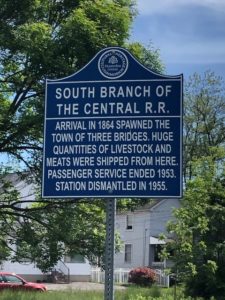 SOUTH BRANCH OF
THE CENTRAL R.R.
ARRIVAL IN 1864 SPAWNED THE
TOWN OF THREE BRIDGES. HUGE
QUANTITIES OF LIVESTOCK AND
MEATS WERE SHIPPED FROM HERE.
PASSENGER SERVICE ENDED 1953.
STATION DISMANTLED IN 1955.